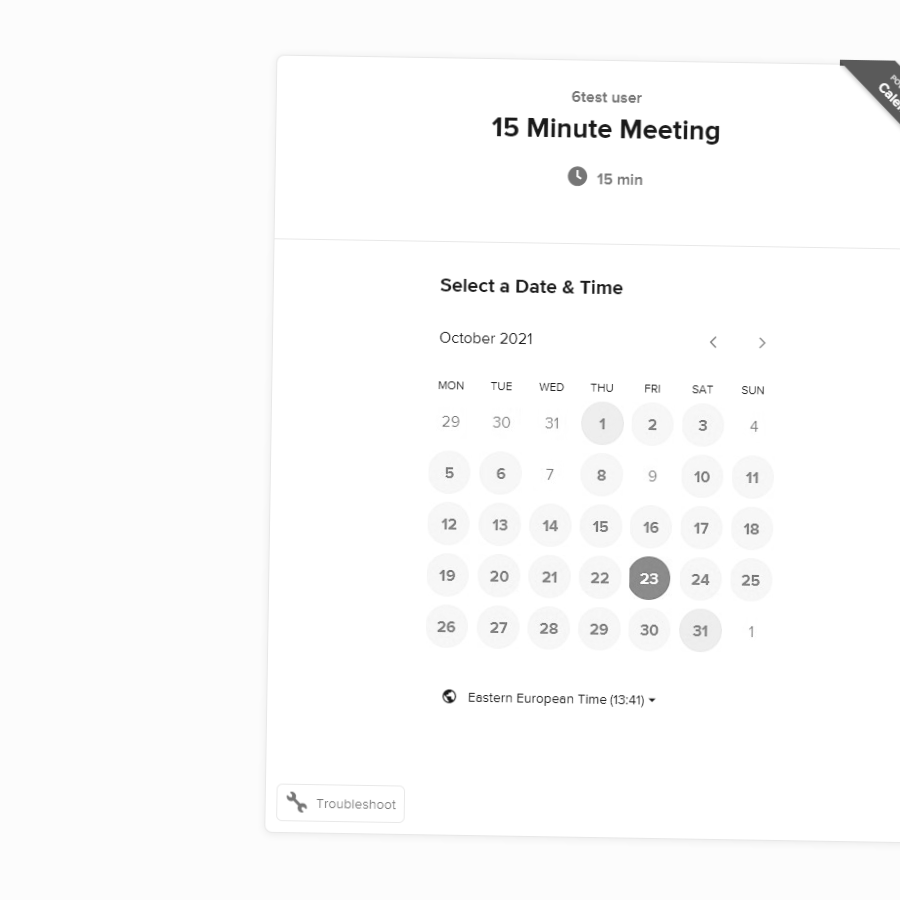 6test user
15 Minute Meeting
15 min
Select a Date & Time
October 2021
MON TUE WED THU FRI SAT SUN
29 30 31 1 2 3 4
5 6 7 8 9 10 11
12 13 14 15 16 17 18
19 20 21 22 23 24 25
26 27 28 29 30 31 1
Eastern European Time (13:41)
Troubleshoot